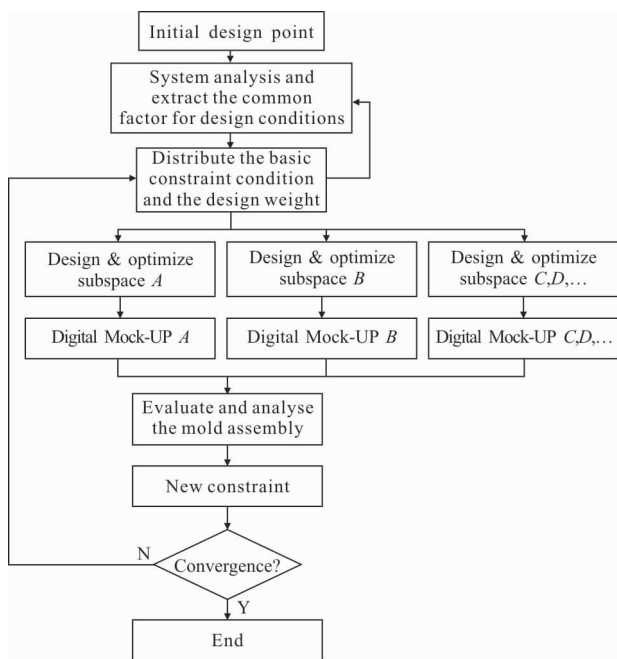 Initial design point
System analysis and
extract the common
factor for design conditions
Distribute the basic
constraint condition
and the design weight
Design & optimize
subspace A
Design & optimize
subspace B
Design & optimize
subspace C,D,...
Digital Mock-UP A
Digital Mock-UP B
Digital Mock-UP C,D,...
Evaluate and analyse
the mold assembly
New constraint
N
Convergence?
Y
End